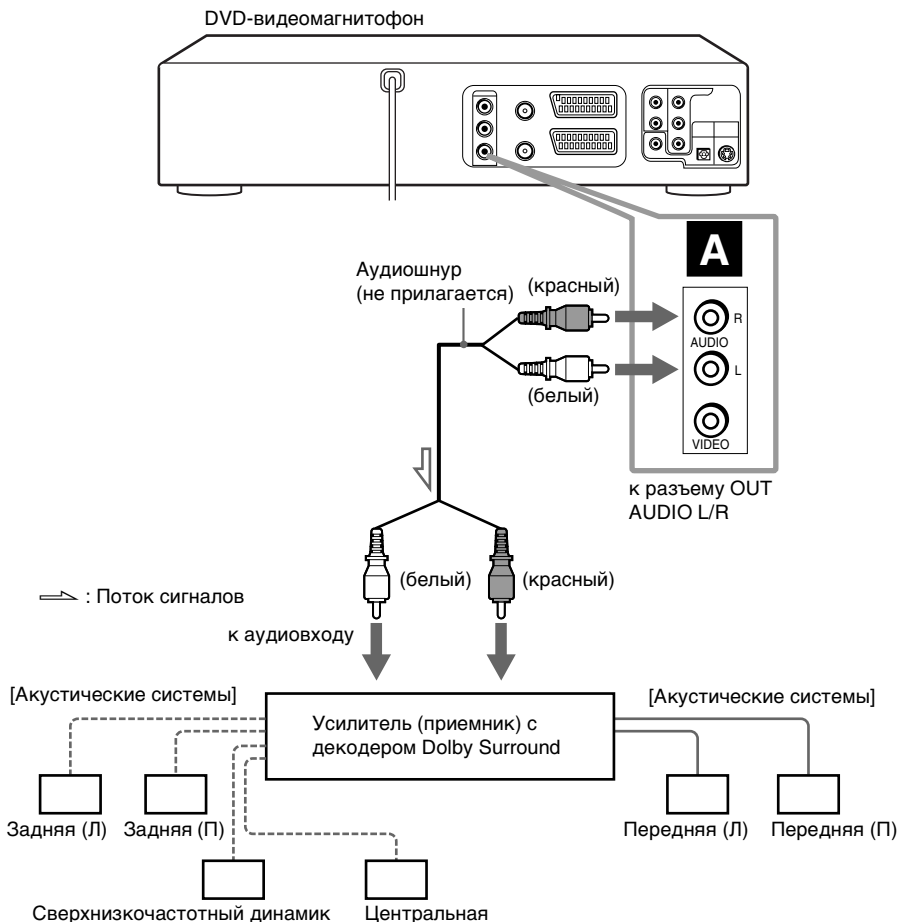 DVD-видеомагнитофон
A
Аудиошнур
(не прилагается)
(красный)
R
AUDIO
L
(белый)
VIDEO
к разъему OUT
AUDIO L/R
(белый)
(красный)
: Поток сигналов
к аудиовходу
[Акустические системы]
[Акустические системы]
Усилитель (приемник) с
декодером Dolby Surround
Задняя (Л)
Задняя (П)
Передняя (Л)
Передняя (П)
Сверхнизкочастотный динамик
Центральная